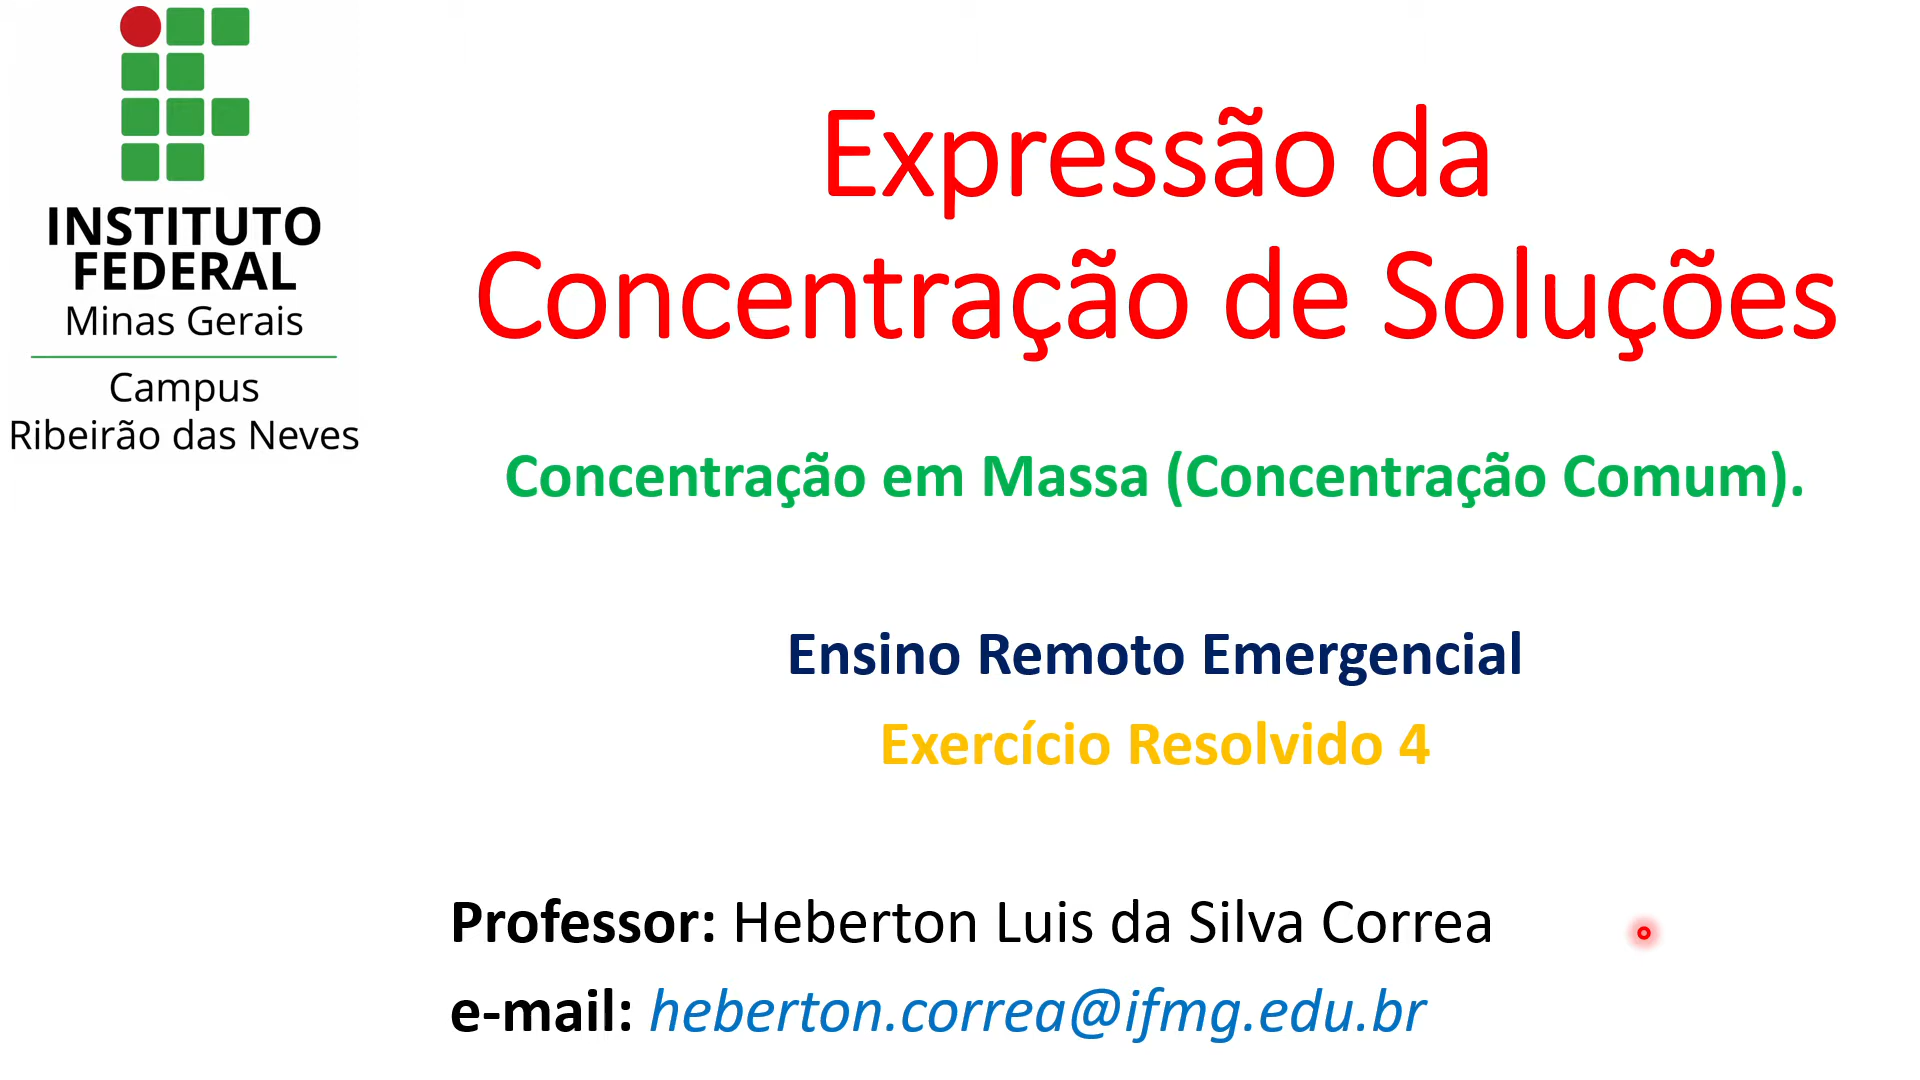 INSTITUTO
FEDERAL
Minas Gerais
Campus
Ribeirão das Neves
Expressão da
Concentração de Soluções
Concentração em Massa (Concentração Comum).
Ensino Remoto Emergencial
Exercício Resolvido 4
Professor: Heberton Luis da Silva Correa
e-mail: heberton.correa@ifmg.edu.br